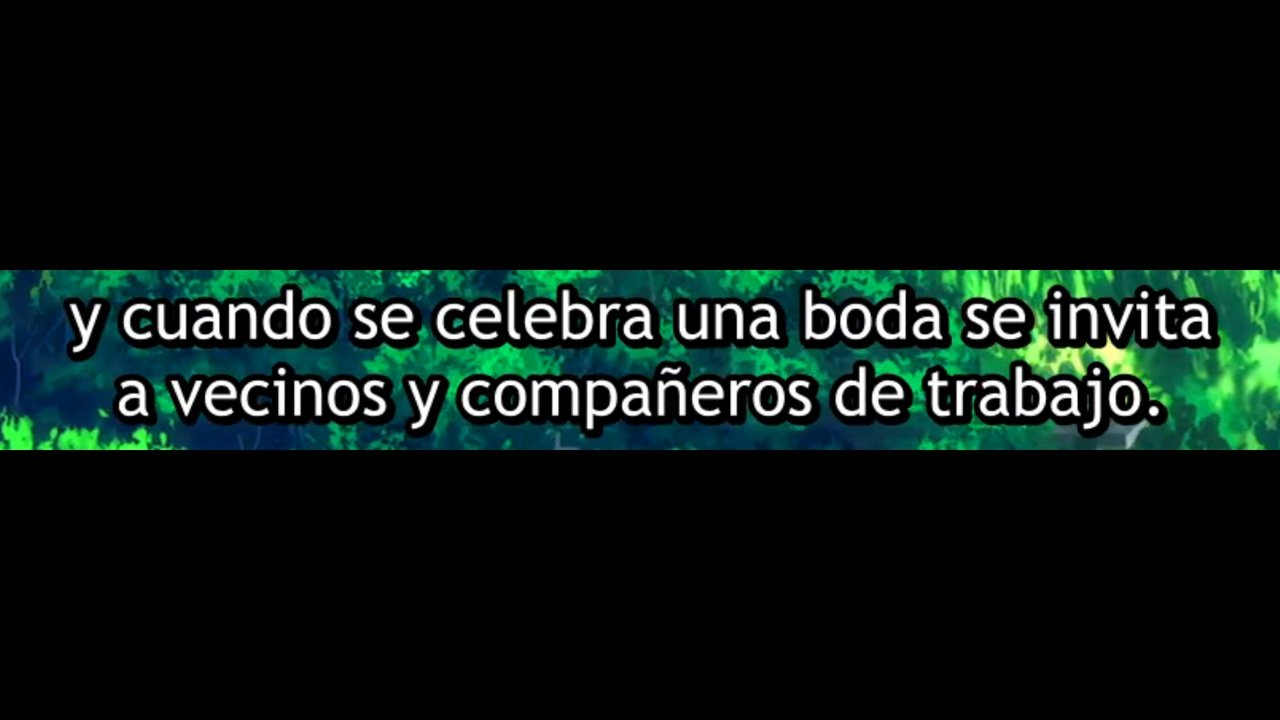 y cuando se celebra una boda se invita
a vecinos y compañeros de trabajo.